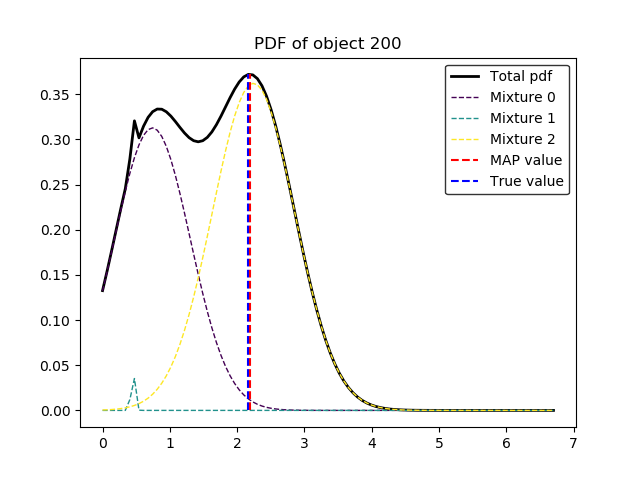 PDF of object 200
Total pdf
Mixture 0
Mixture 1
Mixture 2
MAP value
True value
0.35
0.30
0.25
0.20
0.15
0.10
0.05
0.00
0 1 2 3 4 5 6 7